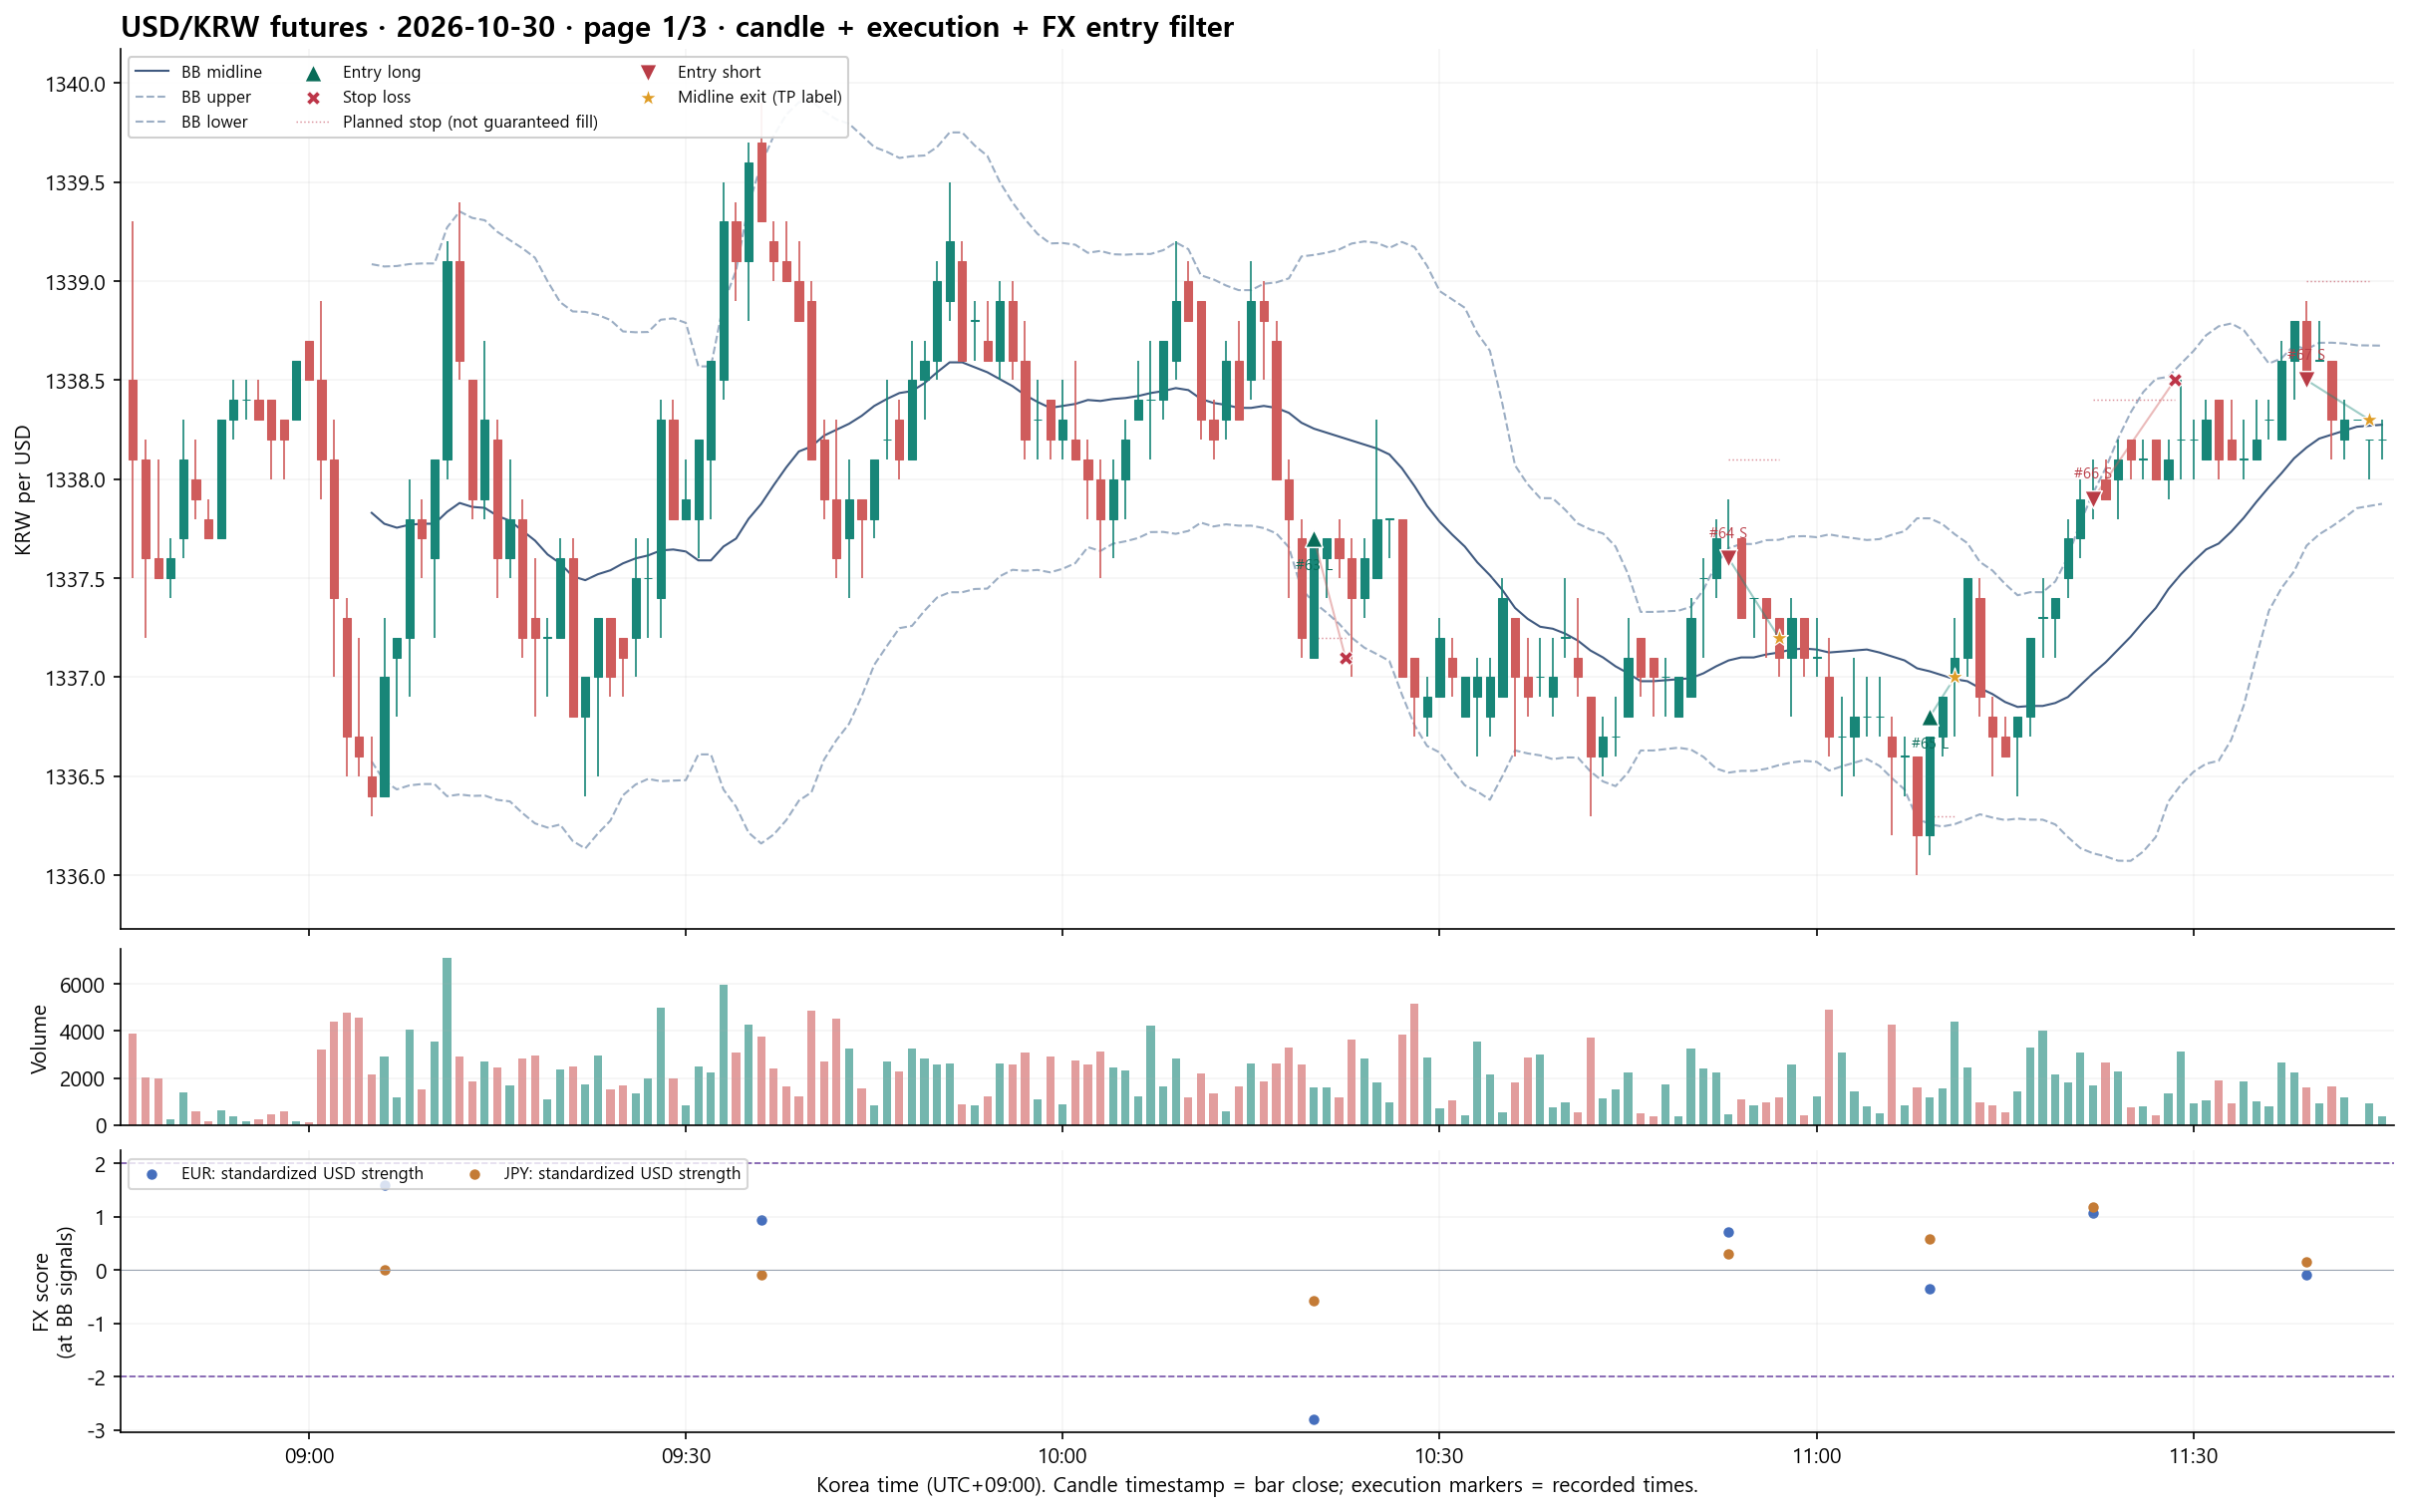 USD/KRW futures · 2026-10-30 · page 1/3 · candle + execution + FX entry filter
BB midline
BB upper
BB lower
Entry long
Stop loss
Planned stop (not guaranteed fill)
Entry short
Midline exit (TP label)
KRW per USD
1340.0
1339.5
1339.0
1338.5
1338.0
1337.5
1337.0
1336.5
1336.0
#64 S
#66 S
Volume
6000
4000
2000
0
EUR: standardized USD strength
JPY: standardized USD strength
FX score
(at BB signals)
2
1
0
-1
-2
-3
09:00
09:30
10:00
10:30
11:00
11:30
Korea time (UTC+09:00). Candle timestamp = bar close; execution markers = recorded times.